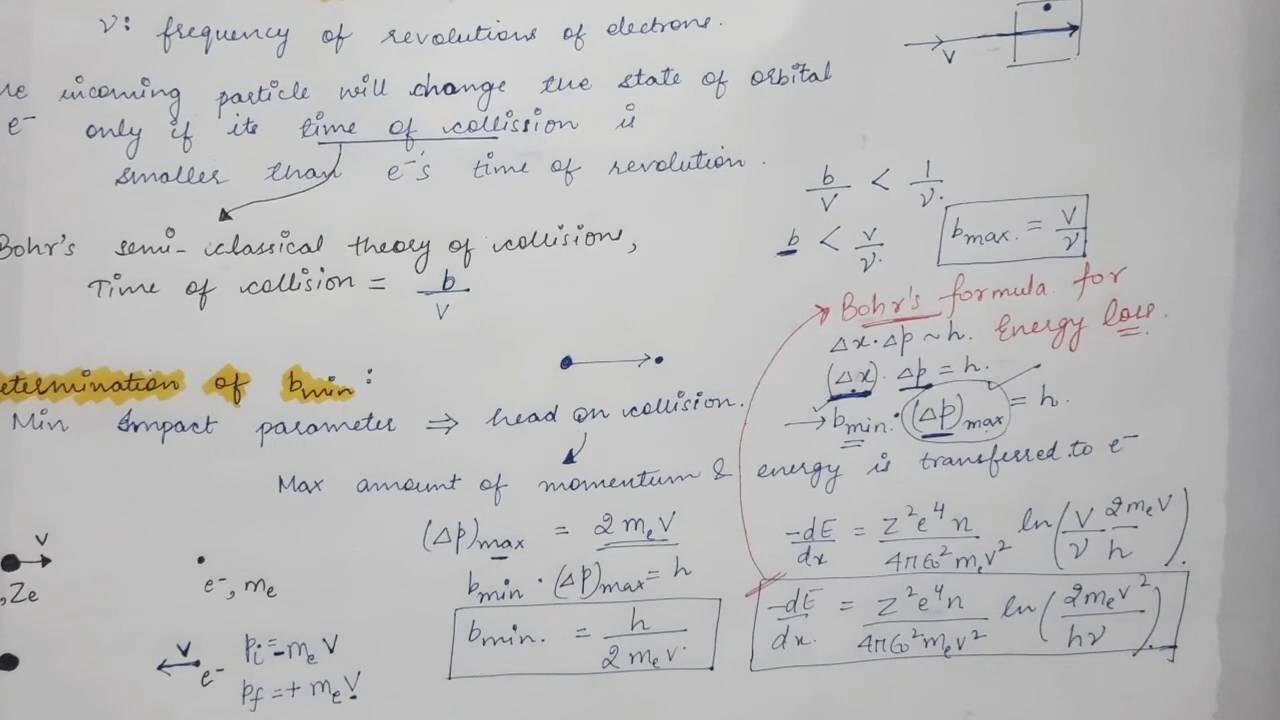 ν: frequency of revolutions of electrons.
incoming particle will change the state of orbital
e⁻ only if its time of collission is
smaller than e⁻'s time of revolution.
V
Bohr's semi-classical theory of collisions,
Time of collision = b/V
b/V < 1/ν.
b < V/ν.
bmax. = V/ν
Bohr's formula for
Energy loss.
Δx·Δp ~ h.
(Δx)·Δp = h.
→ bmin·(Δp)max = h.
etermination of bmin:
Min Impact parameter ⇒ head on collision.
Max amount of momentum & energy is transferred to e⁻
(Δp)max = 2meV
bmin·(Δp)max = h
bmin. = h/2meV.
V
,Ze
e⁻, me
V
e⁻
pi = -meV
pf = + meV
-dE/dx = Z²e⁴n/4πϵ₀²meV² ln(V/ν 2meV/h).
-dE/dx. = Z²e⁴n/4πϵ₀²meV² ln(2meV²/hν).